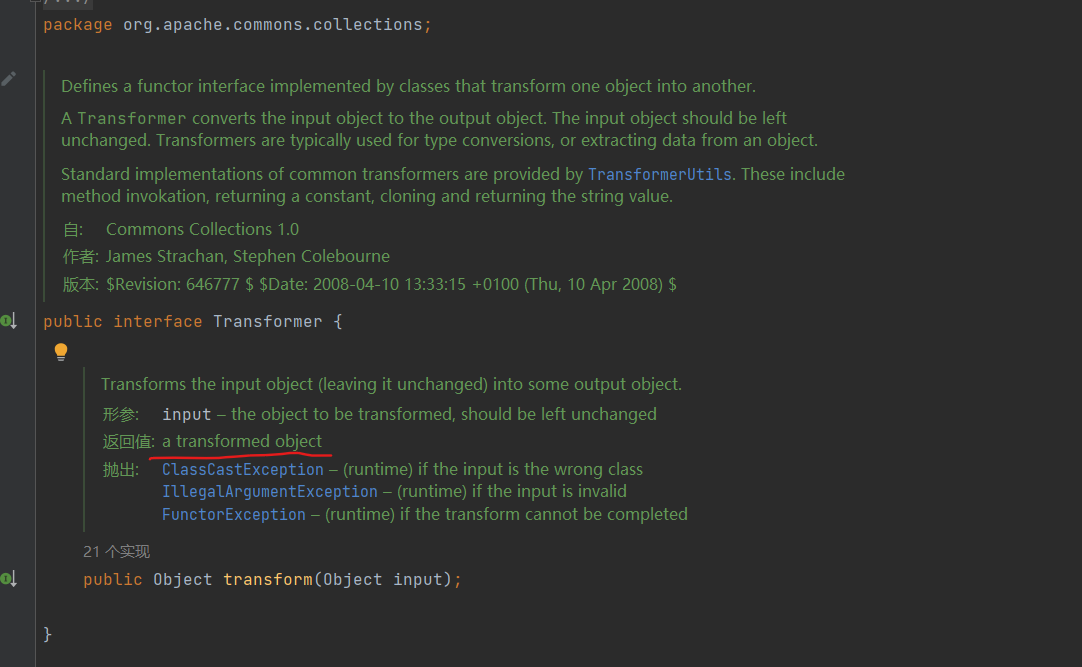 package org.apache.commons.collections;
Defines a functor interface implemented by classes that transform one object into another.
A Transformer converts the input object to the output object. The input object should be left
unchanged. Transformers are typically used for type conversions, or extracting data from an object.
Standard implementations of common transformers are provided by TransformerUtils. These include
method invokation, returning a constant, cloning and returning the string value.
自: Commons Collections 1.0
作者: James Strachan, Stephen Colebourne
版本: $Revision: 646777 $ $Date: 2008-04-10 13:33:15 +0100 (Thu, 10 Apr 2008) $
public interface Transformer {
Transforms the input object (leaving it unchanged) into some output object.
形参: input – the object to be transformed, should be left unchanged
返回值: a transformed object
抛出: ClassCastException – (runtime) if the input is the wrong class
IllegalArgumentException – (runtime) if the input is invalid
FunctorException – (runtime) if the transform cannot be completed
21 个实现
public Object transform(Object input);
}